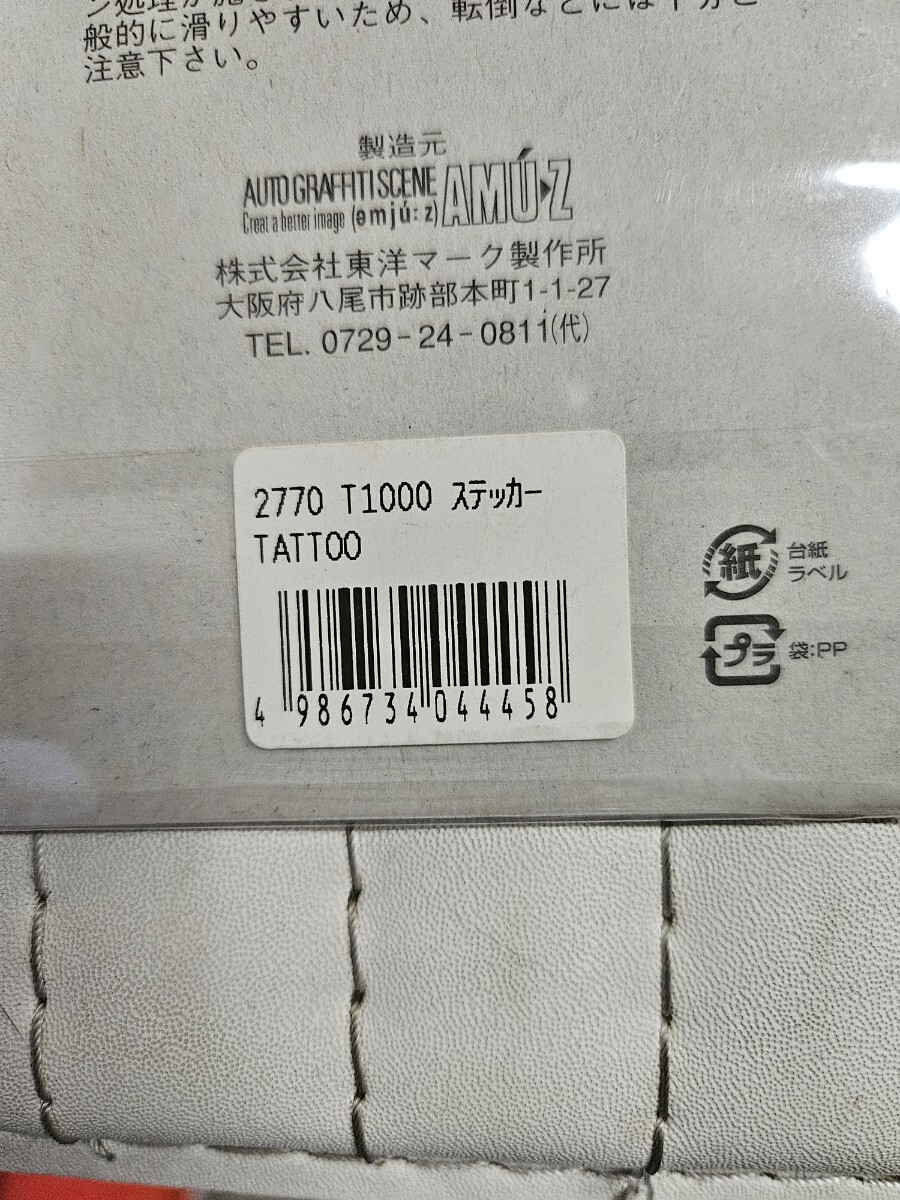 般的に滑りやすいため、転倒などには十分ご
注意下さい。
製造元
AUTO GRAFFITI SCENE
Creat a better image (əmjú:z) AMÚ·Z
株式会社東洋マーク製作所
大阪府八尾市跡部本町1-1-27
TEL. 0729-24-0811(代)
2770 T1000 ステッカー
TATTOO
4 986734 044458
紙 台紙
ラベル
プラ 袋:PP